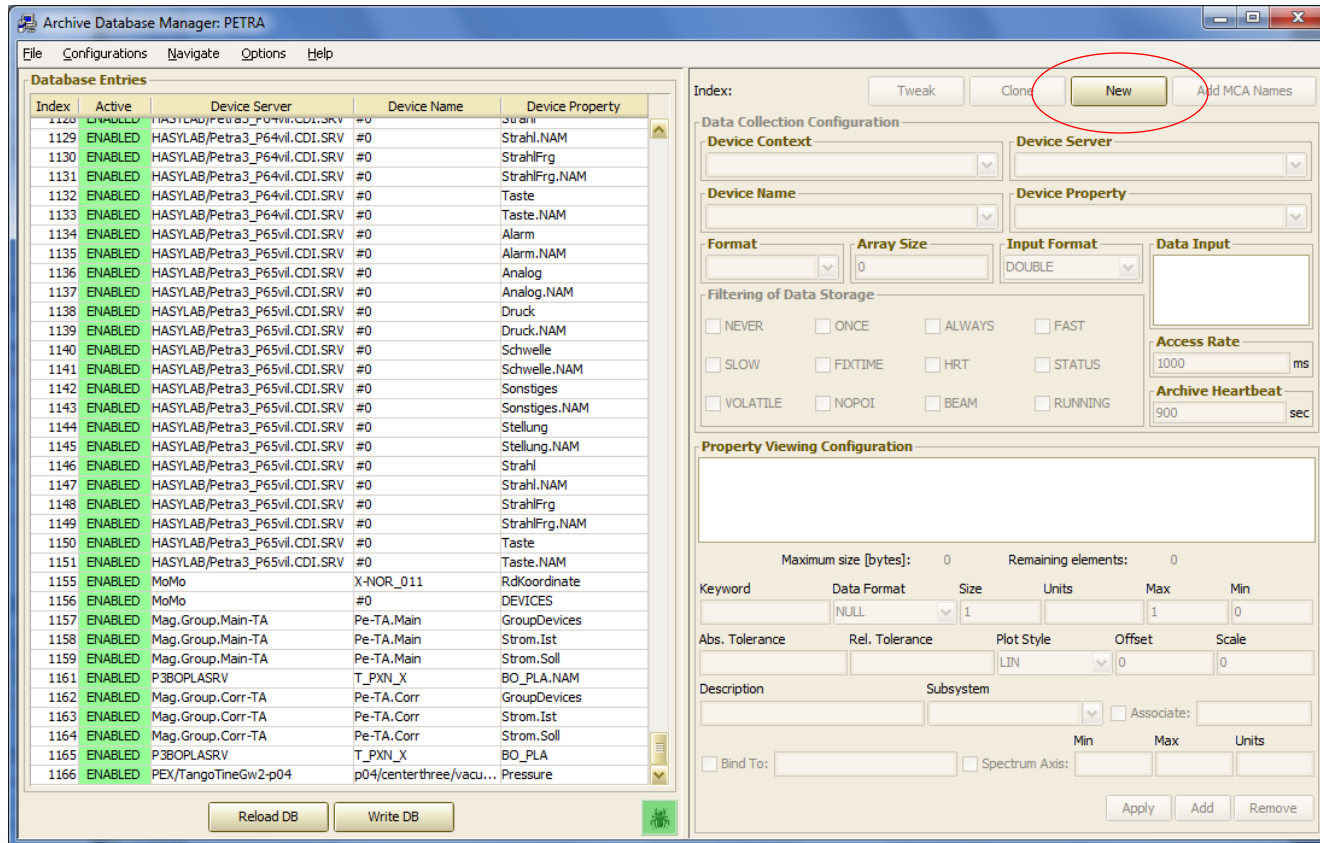 Archive Database Manager: PETRA
File Configurations Navigate Options Help
Database Entries
Index Active Device Server Device Name Device Property
1128 ENABLED HASYLAB/Petra3_P64vil.CDI.SRV #0 Strahl
1129 ENABLED HASYLAB/Petra3_P64vil.CDI.SRV #0 Strahl.NAM
1130 ENABLED HASYLAB/Petra3_P64vil.CDI.SRV #0 StrahlFrg
1131 ENABLED HASYLAB/Petra3_P64vil.CDI.SRV #0 StrahlFrg.NAM
1132 ENABLED HASYLAB/Petra3_P64vil.CDI.SRV #0 Taste
1133 ENABLED HASYLAB/Petra3_P64vil.CDI.SRV #0 Taste.NAM
1134 ENABLED HASYLAB/Petra3_P65vil.CDI.SRV #0 Alarm
1135 ENABLED HASYLAB/Petra3_P65vil.CDI.SRV #0 Alarm.NAM
1136 ENABLED HASYLAB/Petra3_P65vil.CDI.SRV #0 Analog
1137 ENABLED HASYLAB/Petra3_P65vil.CDI.SRV #0 Analog.NAM
1138 ENABLED HASYLAB/Petra3_P65vil.CDI.SRV #0 Druck
1139 ENABLED HASYLAB/Petra3_P65vil.CDI.SRV #0 Druck.NAM
1140 ENABLED HASYLAB/Petra3_P65vil.CDI.SRV #0 Schwelle
1141 ENABLED HASYLAB/Petra3_P65vil.CDI.SRV #0 Schwelle.NAM
1142 ENABLED HASYLAB/Petra3_P65vil.CDI.SRV #0 Sonstiges
1143 ENABLED HASYLAB/Petra3_P65vil.CDI.SRV #0 Sonstiges.NAM
1144 ENABLED HASYLAB/Petra3_P65vil.CDI.SRV #0 Stellung
1145 ENABLED HASYLAB/Petra3_P65vil.CDI.SRV #0 Stellung.NAM
1146 ENABLED HASYLAB/Petra3_P65vil.CDI.SRV #0 Strahl
1147 ENABLED HASYLAB/Petra3_P65vil.CDI.SRV #0 Strahl.NAM
1148 ENABLED HASYLAB/Petra3_P65vil.CDI.SRV #0 StrahlFrg
1149 ENABLED HASYLAB/Petra3_P65vil.CDI.SRV #0 StrahlFrg.NAM
1150 ENABLED HASYLAB/Petra3_P65vil.CDI.SRV #0 Taste
1151 ENABLED HASYLAB/Petra3_P65vil.CDI.SRV #0 Taste.NAM
1155 ENABLED MoMo X-NOR_011 RdKoordinate
1156 ENABLED MoMo #0 DEVICES
1157 ENABLED Mag.Group.Main-TA Pe-TA.Main GroupDevices
1158 ENABLED Mag.Group.Main-TA Pe-TA.Main Strom.Ist
1159 ENABLED Mag.Group.Main-TA Pe-TA.Main Strom.Soll
1161 ENABLED P3BOPLASRV T_PXN_X BO_PLA.NAM
1162 ENABLED Mag.Group.Corr-TA Pe-TA.Corr GroupDevices
1163 ENABLED Mag.Group.Corr-TA Pe-TA.Corr Strom.Ist
1164 ENABLED Mag.Group.Corr-TA Pe-TA.Corr Strom.Soll
1165 ENABLED P3BOPLASRV T_PXN_X BO_PLA
1166 ENABLED PEX/TangoTineGw2-p04 p04/centerthree/vacu... Pressure
Reload DB Write DB
Index: Tweak Clone New Add MCA Names
Data Collection Configuration
Device Context Device Server
Device Name Device Property
Format Array Size Input Format Data Input
0 DOUBLE
Filtering of Data Storage
NEVER ONCE ALWAYS FAST
Access Rate
SLOW FIXTIME HRT STATUS
1000 ms
Archive Heartbeat
VOLATILE NOPOI BEAM RUNNING
900 sec
Property Viewing Configuration
Maximum size [bytes]: 0 Remaining elements: 0
Keyword Data Format Size Units Max Min
NULL 1 1 0
Abs. Tolerance Rel. Tolerance Plot Style Offset Scale
LIN 0 0
Description Subsystem
Associate:
Min Max Units
Bind To: Spectrum Axis:
Apply Add Remove